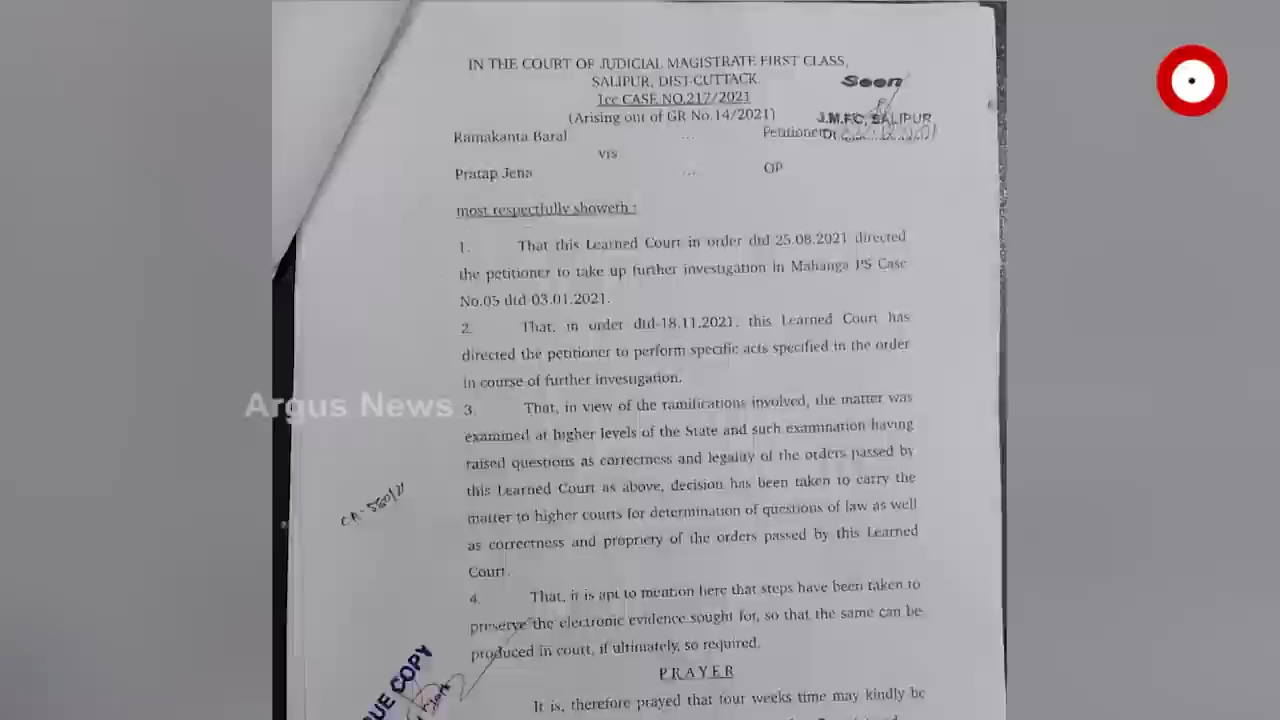 IN THE COURT OF JUDICIAL MAGISTRATE FIRST CLASS,
SALIPUR, DIST-CUTTACK.
1cc CASE NO.217/2021
(Arising out of GR No.14/2021)
Seen
J.M.F.C, SALIPUR
Dt
Ramakanta Baral ... Petitioner
vrs
Pratap Jena ... OP
most respectfully showeth :
1. That this Learned Court in order dtd 25.08.2021 directed
the petitioner to take up further investigation in Mahanga PS Case
No.05 dtd-03.01.2021.
2. That, in order dtd-18.11.2021, this Learned Court has
directed the petitioner to perform specific acts specified in the order
in course of further investigation.
Argus News
3. That, in view of the ramifications involved, the matter was
examined at higher levels of the State and such examination having
raised questions as correctness and legality of the orders passed by
this Learned Court as above, decision has been taken to carry the
matter to higher courts for determination of questions of law as well
as correctness and propriety of the orders passed by this Learned
Court.
CA-580/21
4. That, it is apt to mention here that steps have been taken to
preserve the electronic evidence sought for, so that the same can be
produced in court, if ultimately, so required.
UE COPY
PRAYER
It is, therefore prayed that four weeks time may kindly be